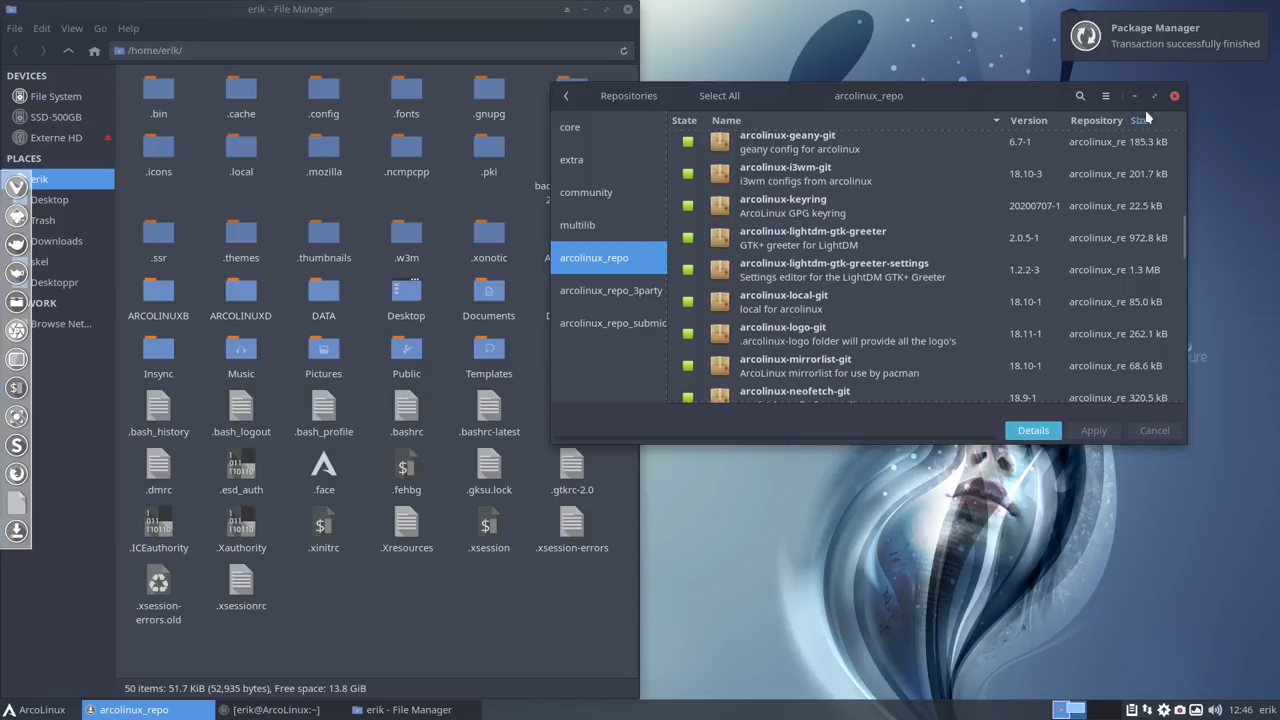 erik - File Manager
File Edit View Go Help
/home/erik/
DEVICES
File System
SSD-500GB
Externe HD
PLACES
erik
Desktop
Trash
Downloads
skel
Desktoppr
WORK
Browse Net...
.bin .cache .config .fonts .gnupg
.icons .local .mozilla .ncmpcpp .pki
.ssr .themes .thumbnails .w3m .xonotic
ARCOLINUXB ARCOLINUXD DATA Desktop Documents
Insync Music Pictures Public Templates
.bash_history .bash_logout .bash_profile .bashrc .bashrc-latest
.dmrc .esd_auth .face .fehbg .gksu.lock .gtkrc-2.0
.ICEauthority .Xauthority .xinitrc .Xresources .xsession .xsession-errors
.xsession-errors.old .xsessionrc
50 items: 51.7 KiB (52,935 bytes), Free space: 13.8 GiB
Package Manager
Transaction successfully finished
Repositories Select All arcolinux_repo
core
extra
community
multilib
arcolinux_repo
arcolinux_repo_3party
arcolinux_repo_submic
State Name Version Repository
arcolinux-geany-git
geany config for arcolinux
6.7-1 arcolinux_re 185.3 kB
arcolinux-i3wm-git
i3wm configs from arcolinux
18.10-3 arcolinux_re 201.7 kB
arcolinux-keyring
ArcoLinux GPG keyring
20200707-1 arcolinux_re 22.5 kB
arcolinux-lightdm-gtk-greeter
GTK+ greeter for LightDM
2.0.5-1 arcolinux_re 972.8 kB
arcolinux-lightdm-gtk-greeter-settings
Settings editor for the LightDM GTK+ Greeter
1.2.2-3 arcolinux_re 1.3 MB
arcolinux-local-git
local for arcolinux
18.10-1 arcolinux_re 85.0 kB
arcolinux-logo-git
.arcolinux-logo folder will provide all the logo's
18.11-1 arcolinux_re 262.1 kB
arcolinux-mirrorlist-git
ArcoLinux mirrorlist for use by pacman
18.10-1 arcolinux_re 68.6 kB
arcolinux-neofetch-git
18.9-1 arcolinux_re 320.5 kB
Details Apply Cancel
ArcoLinux arcolinux_repo [erik@ArcoLinux:~] erik - File Manager 12:46 erik